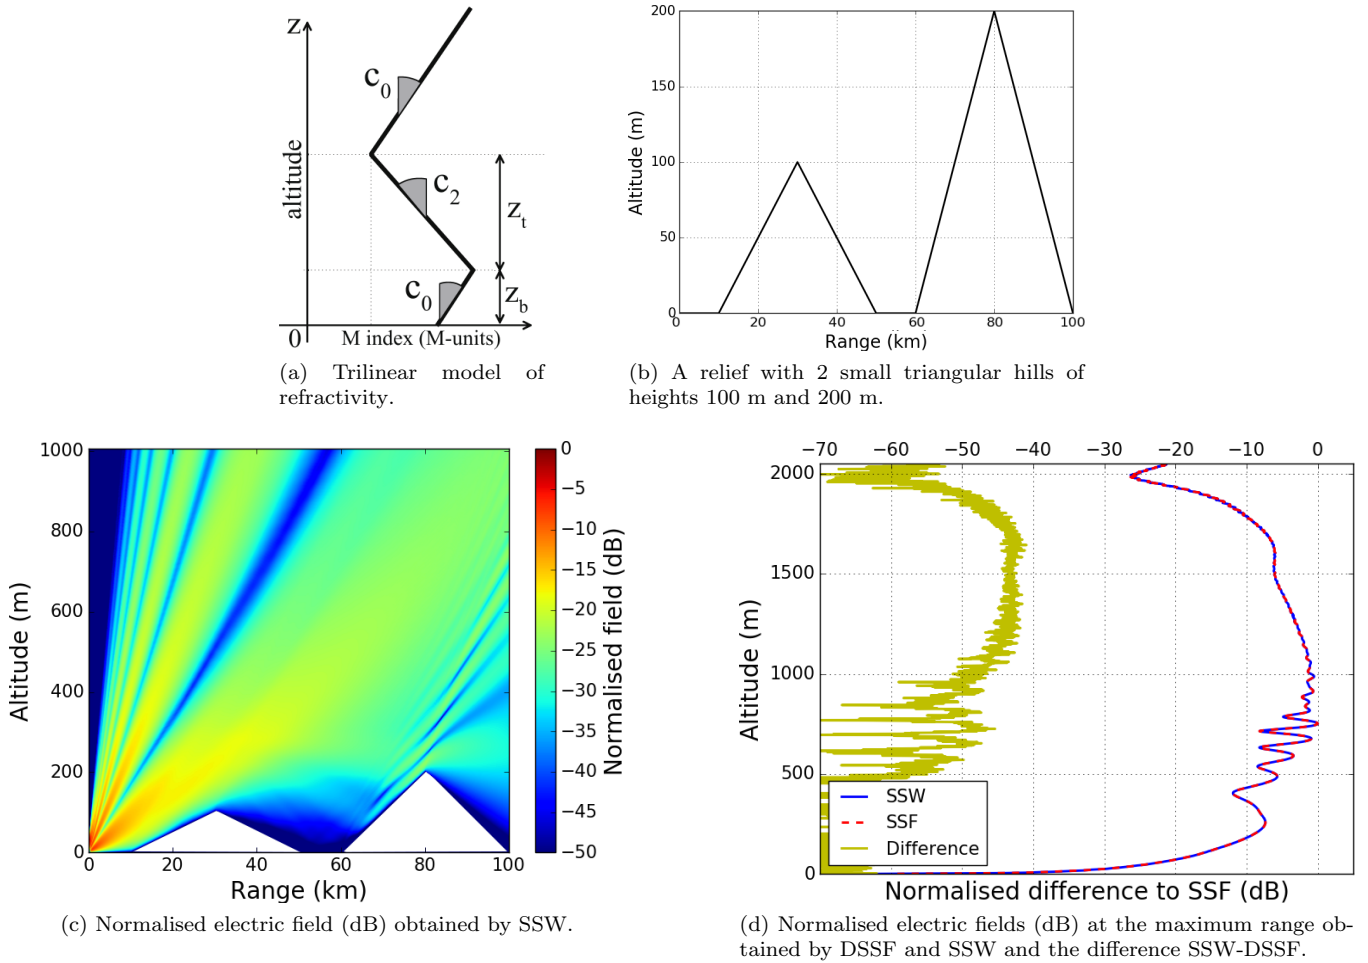 z
altitude
c0
c2
zt
c0
zb
0
M index (M-units)
(a) Trilinear model of
refractivity.
200
150
100
50
0
Altitude (m)
0 20 40 60 80 100
Range (km)
(b) A relief with 2 small triangular hills of
heights 100 m and 200 m.
1000
800
600
400
200
0
Altitude (m)
0 20 40 60 80 100
Range (km)
0
−5
−10
−15
−20
−25
−30
−35
−40
−45
−50
Normalised field (dB)
(c) Normalised electric field (dB) obtained by SSW.
−70 −60 −50 −40 −30 −20 −10 0
2000
1500
1000
500
0
Altitude (m)
SSW
SSF
Difference
Normalised difference to SSF (dB)
(d) Normalised electric fields (dB) at the maximum range ob-
tained by DSSF and SSW and the difference SSW-DSSF.